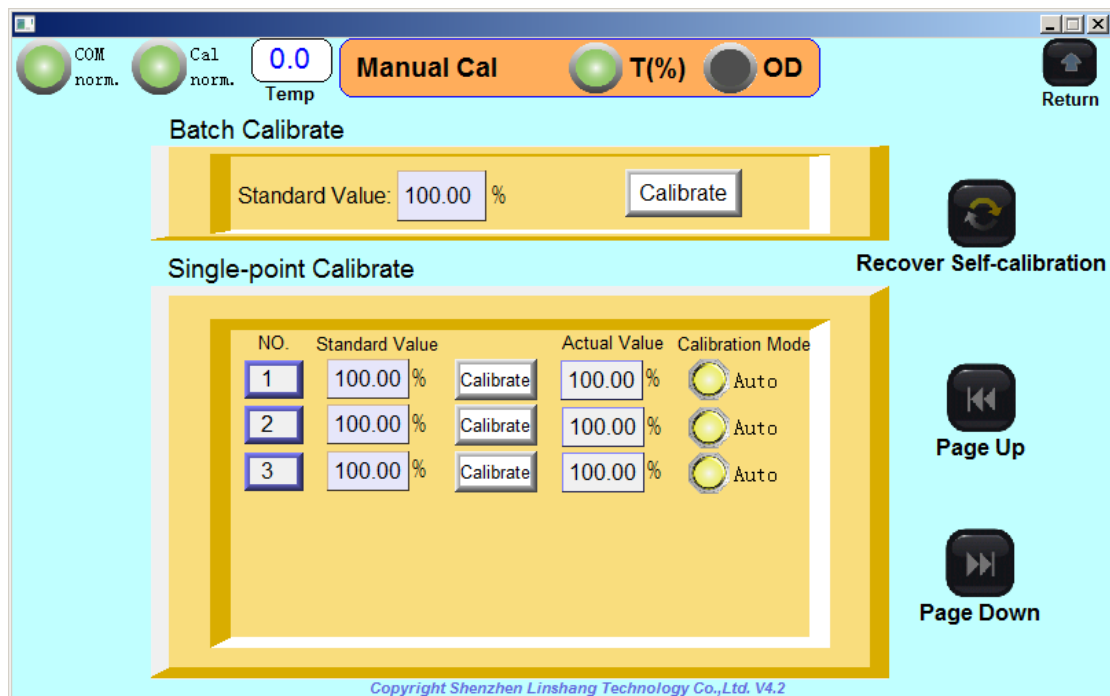 COM norm. Cal norm. 0.0 Temp Manual Cal T(%) OD Return
Batch Calibrate
Standard Value: 100.00 % Calibrate
Recover Self-calibration
Single-point Calibrate
NO. Standard Value Actual Value Calibration Mode
1 100.00 % Calibrate 100.00 % Auto
2 100.00 % Calibrate 100.00 % Auto
3 100.00 % Calibrate 100.00 % Auto
Page Up
Page Down
Copyright Shenzhen Linshang Technology Co.,Ltd. V4.2